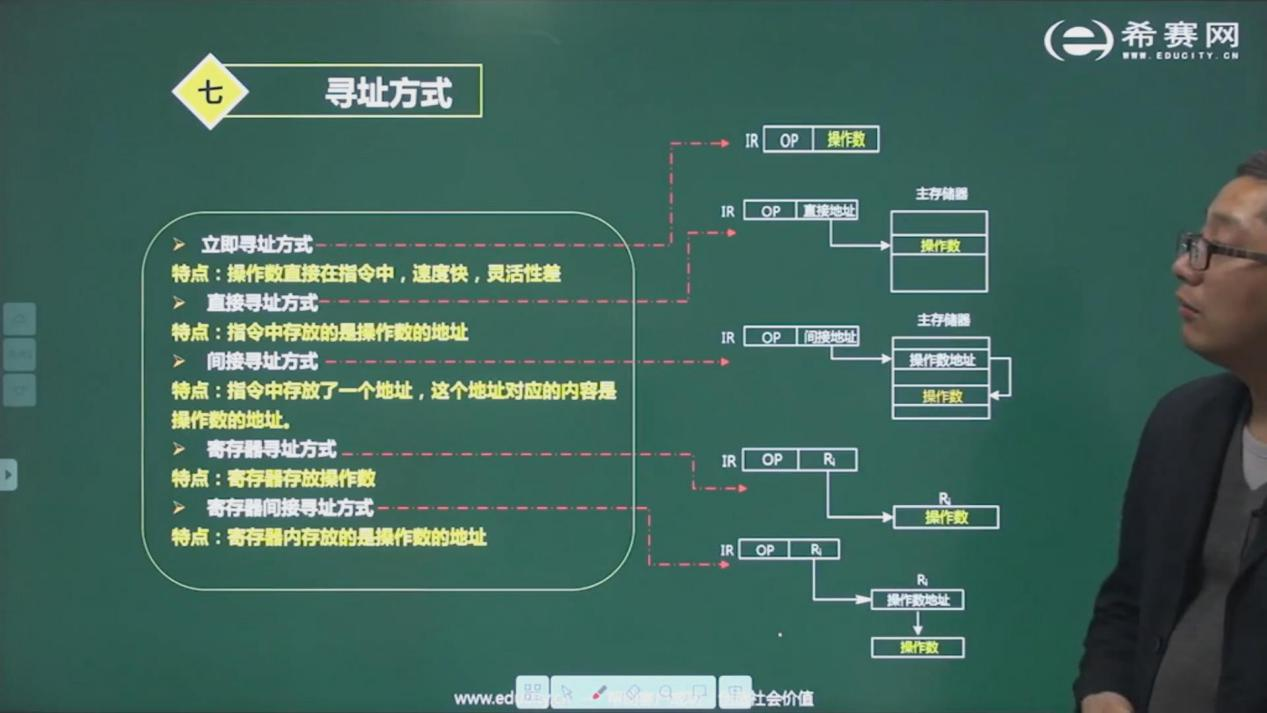 希赛网
WWW.EDUCITY.CN
七
寻址方式
立即寻址方式
特点：操作数直接在指令中，速度快，灵活性差
直接寻址方式
特点：指令中存放的是操作数的地址
间接寻址方式
特点：指令中存放了一个地址，这个地址对应的内容是
操作数的地址。
寄存器寻址方式
特点：寄存器存放操作数
寄存器间接寻址方式
特点：寄存器内存放的是操作数的地址
IR OP 操作数
IR OP 直接地址
主存储器
操作数
IR OP 间接地址
主存储器
操作数地址
操作数
IR OP Ri
Ri
操作数
IR OP Ri
Ri
操作数地址
操作数
www.edu
社会价值